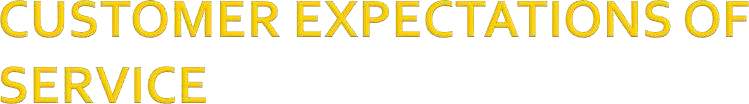 CUSTOMER EXPECTATIONS OF
SERVICE